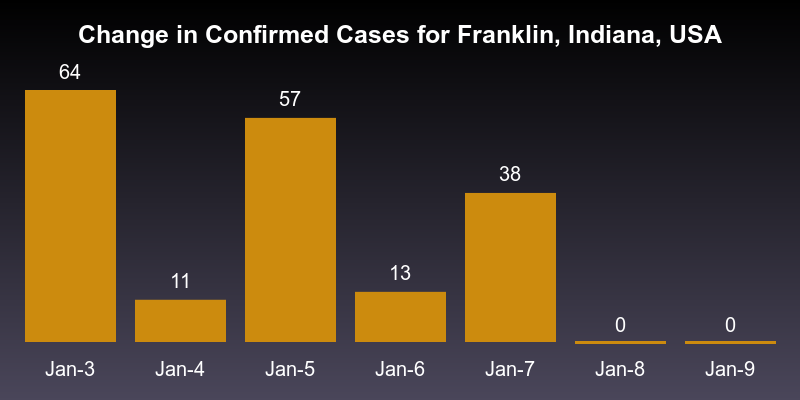 Change in Confirmed Cases for Franklin, Indiana, USA
64
11
57
13
38
0
0
Jan-3
Jan-4
Jan-5
Jan-6
Jan-7
Jan-8
Jan-9